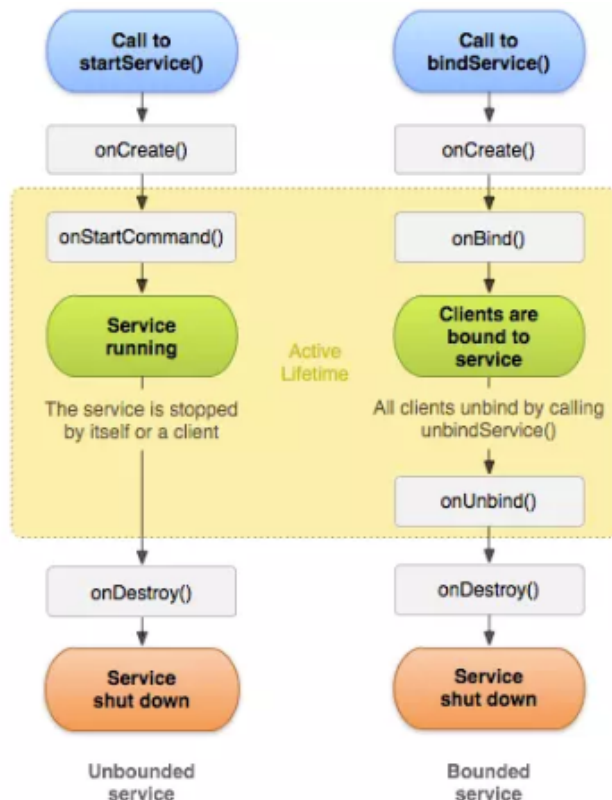 Call to
startService()
onCreate()
onStartCommand()
Service
running
The service is stopped
by itself or a client
onDestroy()
Service
shut down
Unbounded
service
Active
Lifetime
Call to
bindService()
onCreate()
onBind()
Clients are
bound to
service
All clients unbind by calling
unbindService()
onUnbind()
onDestroy()
Service
shut down
Bounded
service